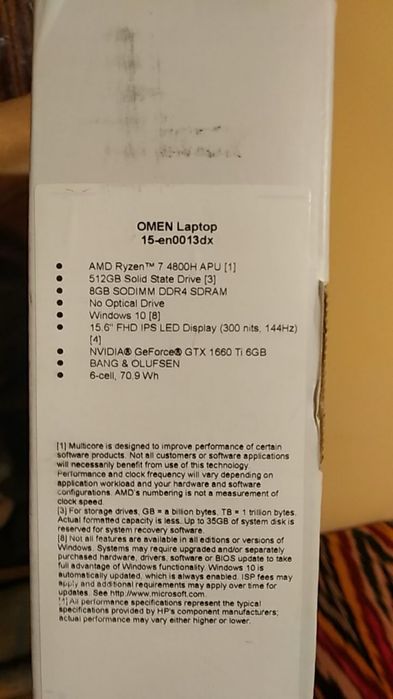 OMEN Laptop
15-en0013dx
● AMD Ryzen™ 7 4800H APU [1]
● 512GB Solid State Drive [3]
● 8GB SODIMM DDR4 SDRAM
● No Optical Drive
● Windows 10 [8]
● 15.6" FHD IPS LED Display (300 nits, 144Hz)
[4]
● NVIDIA® GeForce® GTX 1660 Ti 6GB
● BANG & OLUFSEN
● 6-cell, 70.9 Wh
[1] Multicore is designed to improve performance of certain
software products. Not all customers or software applications
will necessarily benefit from use of this technology.
Performance and clock frequency will vary depending on
application workload and your hardware and software
configurations. AMD's numbering is not a measurement of
clock speed.
[3] For storage drives, GB = a billion bytes, TB = 1 trillion bytes.
Actual formatted capacity is less. Up to 35GB of system disk is
reserved for system recovery software.
[8] Not all features are available in all editions or versions of
Windows. Systems may require upgraded and/or separately
purchased hardware, drivers, software or BIOS update to take
full advantage of Windows functionality. Windows 10 is
automatically updated, which is always enabled. ISP fees may
apply and additional requirements may apply over time for
updates. See http://www.microsoft.com.
[4] All performance specifications represent the typical
specifications provided by HP's component manufacturers;
actual performance may vary either higher or lower.